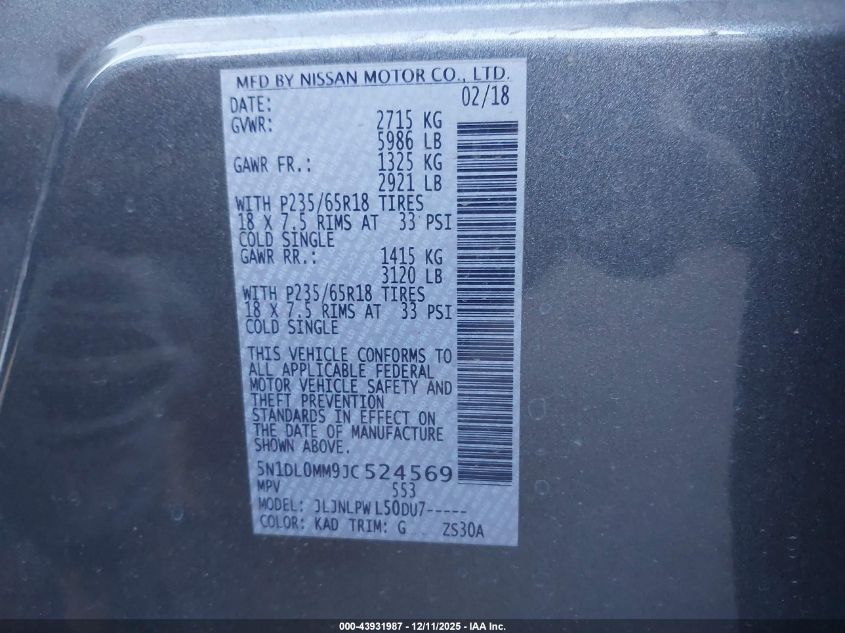 MFD BY NISSAN MOTOR CO., LTD.
DATE: 02/18
GVWR: 2715 KG
5986 LB
GAWR FR.: 1325 KG
2921 LB
WITH P235/65R18 TIRES
18 X 7.5 RIMS AT 33 PSI
COLD SINGLE
GAWR RR.: 1415 KG
3120 LB
WITH P235/65R18 TIRES
18 X 7.5 RIMS AT 33 PSI
COLD SINGLE
THIS VEHICLE CONFORMS TO
ALL APPLICABLE FEDERAL
MOTOR VEHICLE SAFETY AND
THEFT PREVENTION
STANDARDS IN EFFECT ON
THE DATE OF MANUFACTURE
SHOWN ABOVE.
5N1DL0MM9JC524569
MPV 553
MODEL: JLJNLPWL50DU7-----
COLOR: KAD TRIM: G ZS30A
000-43931987 - 12/11/2025 - IAA Inc.